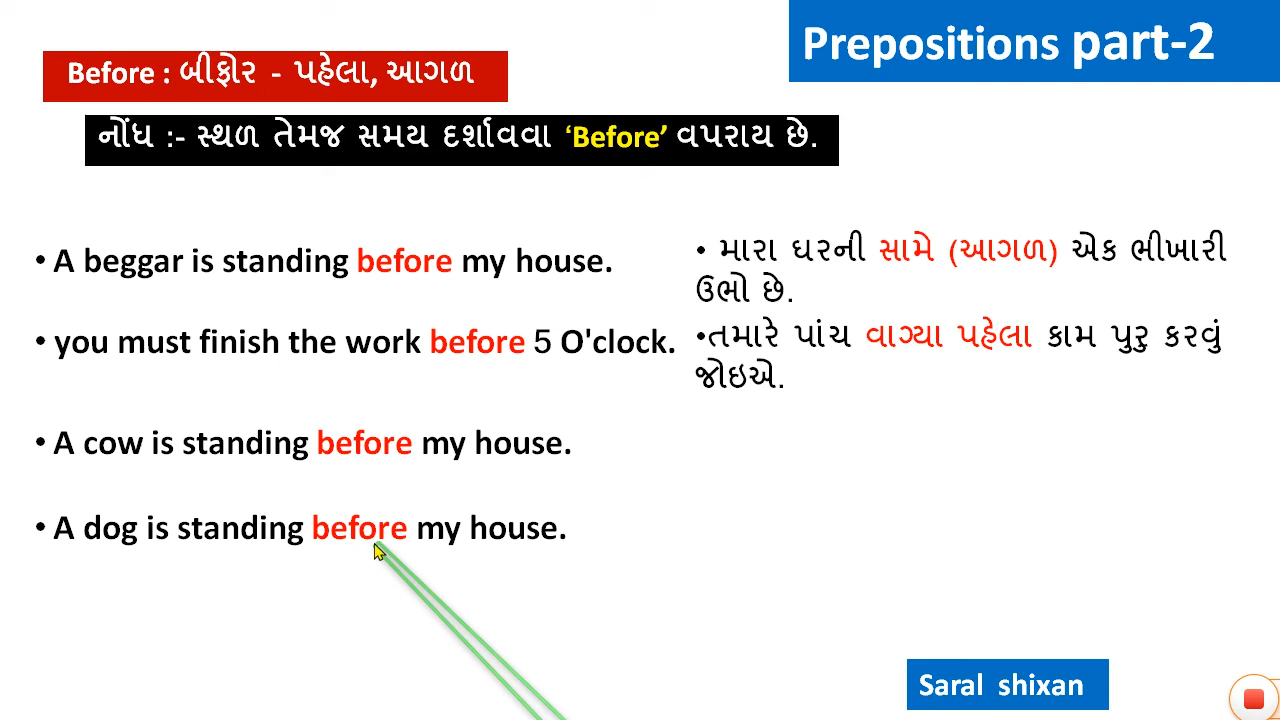 Prepositions part-2
Before : બીફોર - પહેલા, આગળ
નોંધ :- સ્થળ તેમજ સમય દર્શાવવા ‘Before’ વપરાય છે.
• A beggar is standing before my house.
• મારા ઘરની સામે (આગળ) એક ભીખારી
ઉભો છે.
• you must finish the work before 5 O'clock.
•તમારે પાંચ વાગ્યા પહેલા કામ પુરુ કરવું
જોઇએ.
• A cow is standing before my house.
• A dog is standing before my house.
Saral shixan